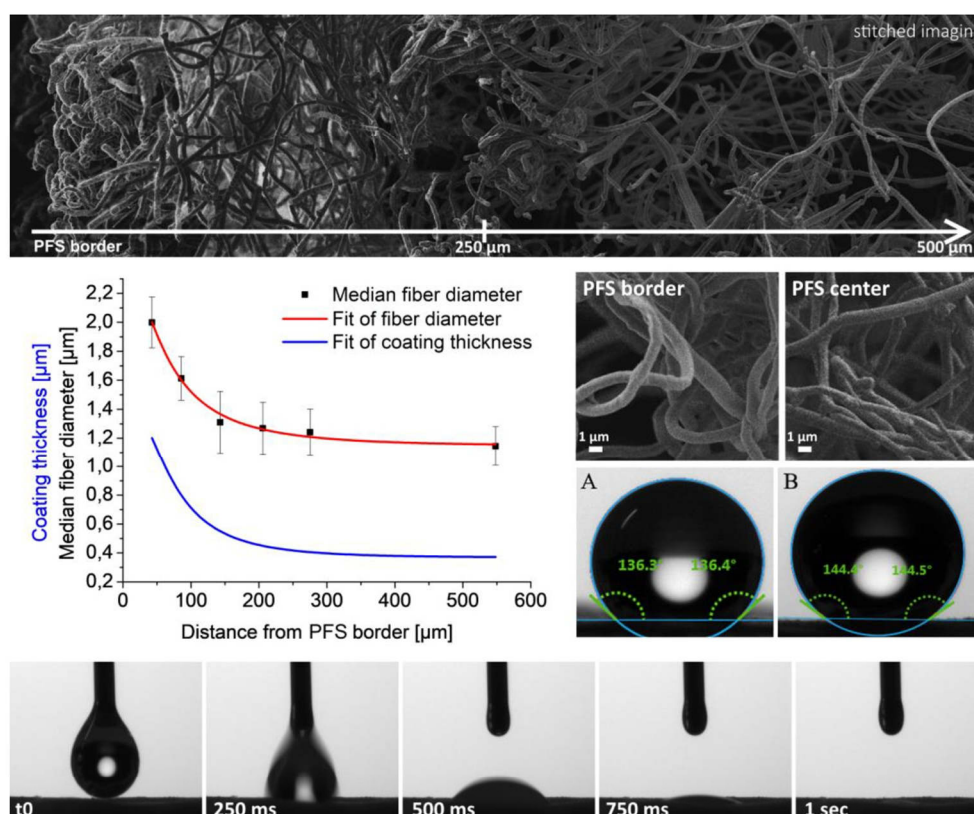 stitched imagin
PFS border
250 µm
500 µm
2,2
2,0
1,8
1,6
1,4
1,2
1,0
0,8
0,6
0,4
0,2
Coating thickness [µm]
Median fiber diameter [µm]
Median fiber diameter
Fit of fiber diameter
Fit of coating thickness
0 100 200 300 400 500 600
Distance from PFS border [µm]
PFS border
1 µm
PFS center
1 µm
A
136.3°
136.4°
B
144.4°
144.5°
t0
250 ms
500 ms
750 ms
1 sec